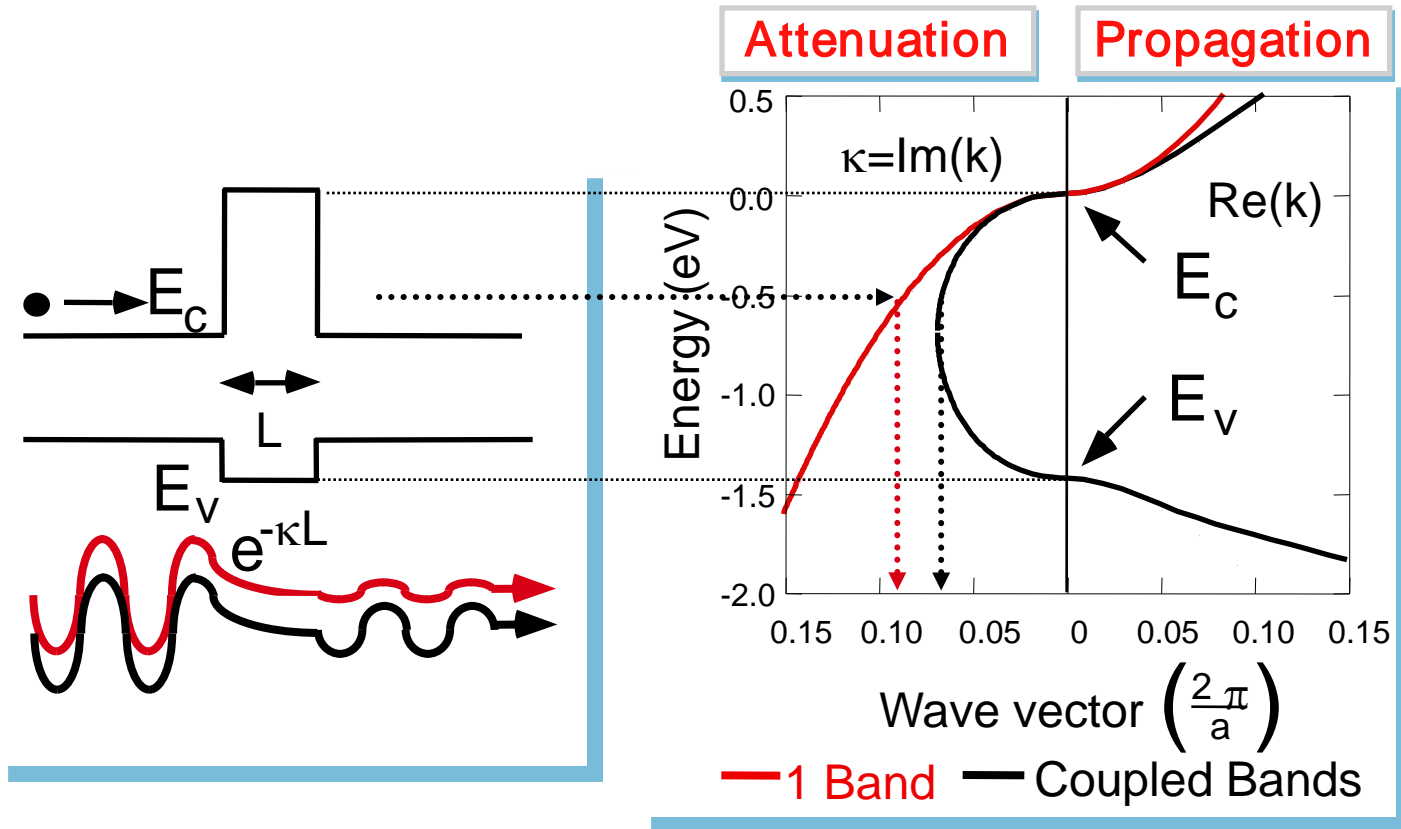 Attenuation
Propagation
E_C
L
E_V
e^{-κL}
κ=Im(k)
Re(k)
E_C
E_V
Energy (eV)
0.5
0.0
-0.5
-1.0
-1.5
-2.0
0.15 0.10 0.05 0 0.05 0.10 0.15
Wave vector (2 π/a)
1 Band Coupled Bands